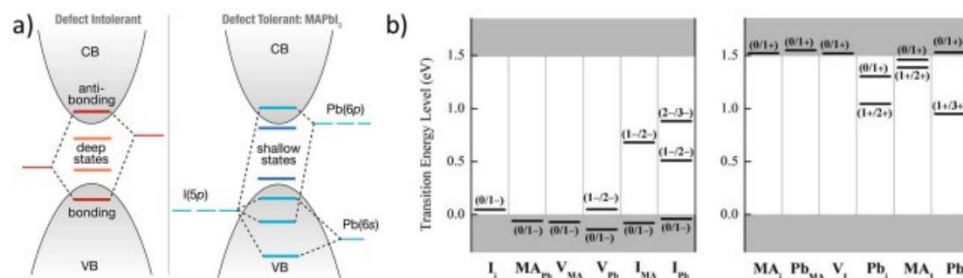 a)
Defect Intolerant
Defect Tolerant: MAPbI3
CB
CB
anti-
bonding
Pb(6p)
deep
states
shallow
states
I(5p)
bonding
Pb(6s)
VB
VB
b)
Transition Energy Level (eV)
1.5
1.0
0.5
0.0
(0/1-)
(0/1-)
(0/1-)
(1-/2-)
(0/1-)
(1-/2-)
(0/1-)
(2-/3-)
(1-/2-)
(0/1-)
Ii MAPb VMA VPb IMA IPb
1.5
1.0
0.5
0.0
(0/1+)
(0/1+)
(0/1+)
(0/1+)
(1+/2+)
(0/1+)
(1+/2+)
(0/1+)
(1+/3+)
MAi PbMA V Pbi MA Pb